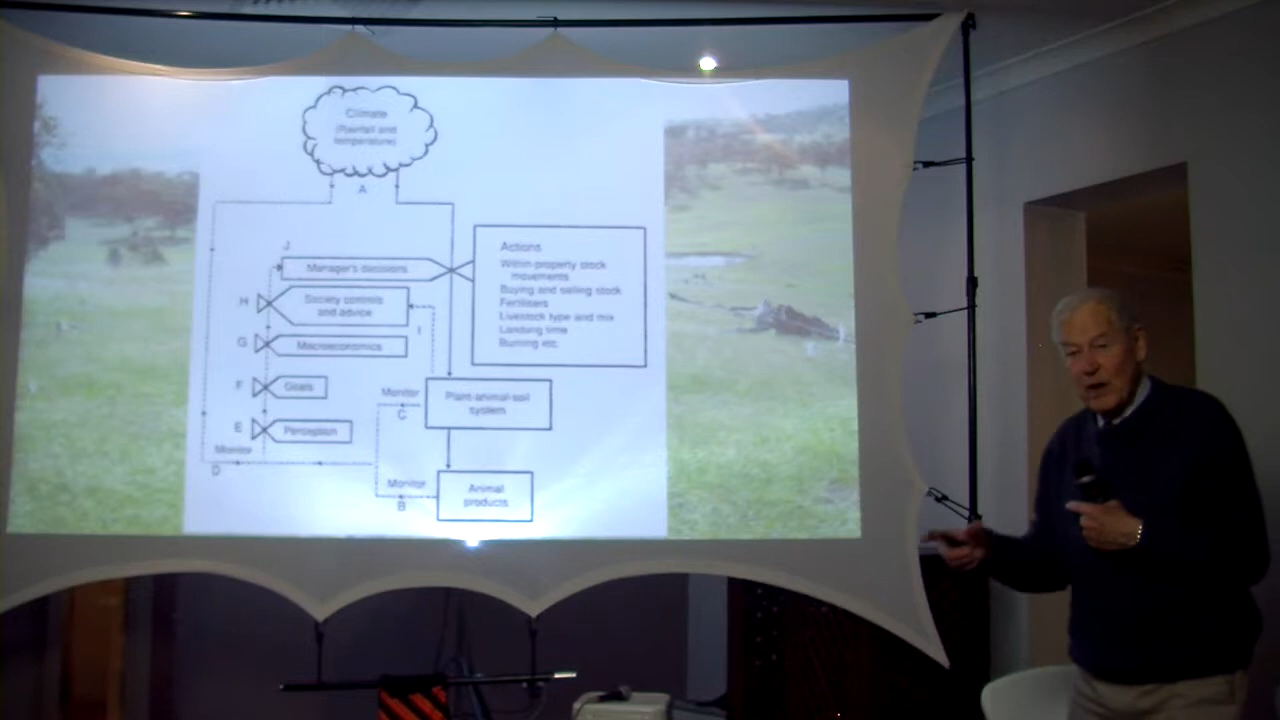 Climate
(Rainfall and
temperature)
A
J
Manager's decisions
Actions
Within-property stock
movements
Buying and selling stock
Fertilisers
Livestock type and mix
Landing time
Burning etc.
H
Society controls
and advice
I
G
Macroeconomics
F
Goals
Monitor
C
Plant-animal-soil
system
E
Perception
Monitor
D
Monitor
B
Animal
products